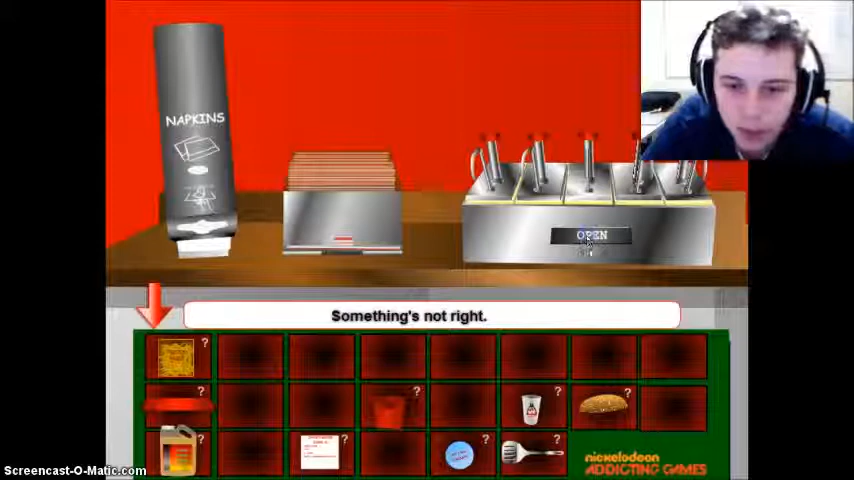 NAPKINS
OPEN
Something's not right.
?
? ? ? ?
? ? ? ?
nickelodeon
ADDICTING GAMES
Screencast-O-Matic.com